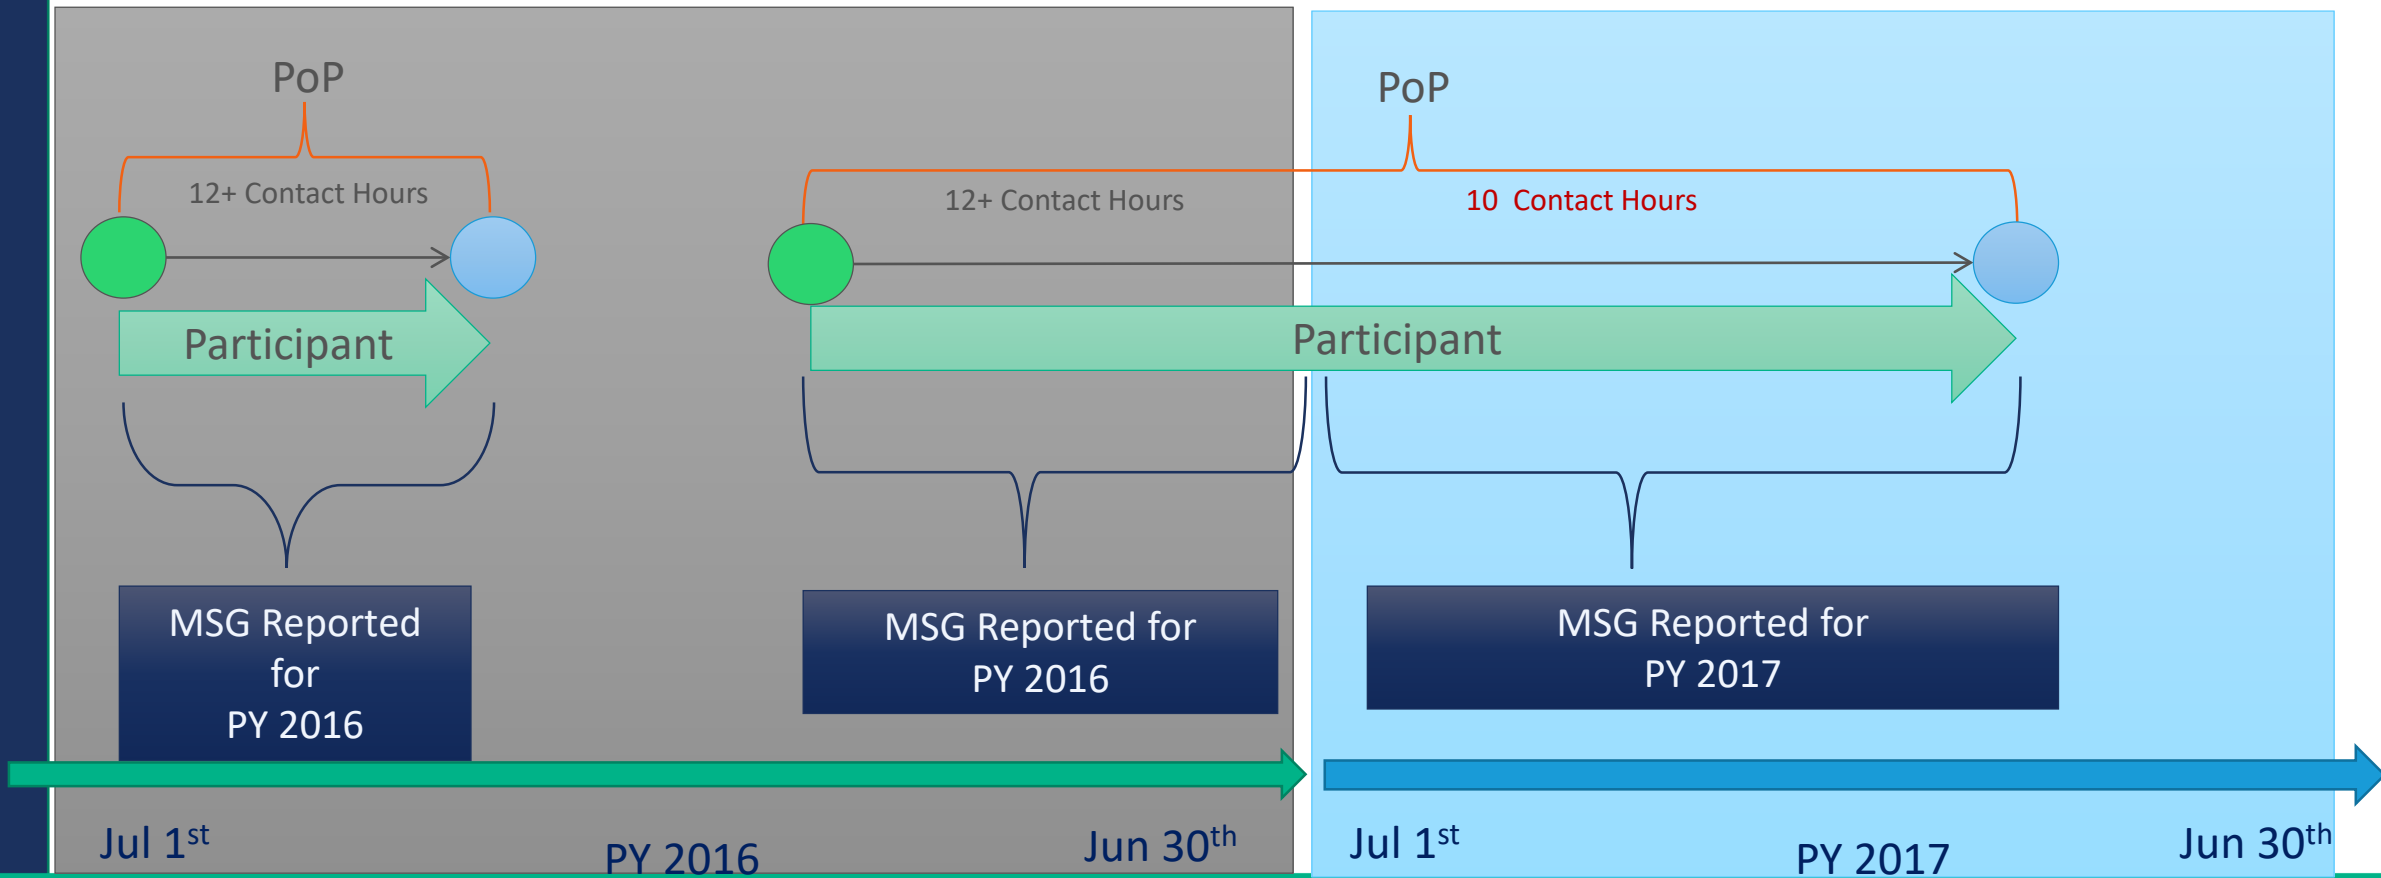 PoP
PoP
12+ Contact Hours
12+ Contact Hours
10 Contact Hours
Participant
Participant
MSG Reported
for
PY 2016
MSG Reported for
PY 2016
MSG Reported for
PY 2017
Jul 1st
PY 2016
Jun 30th
Jul 1st
PY 2017
Jun 30th